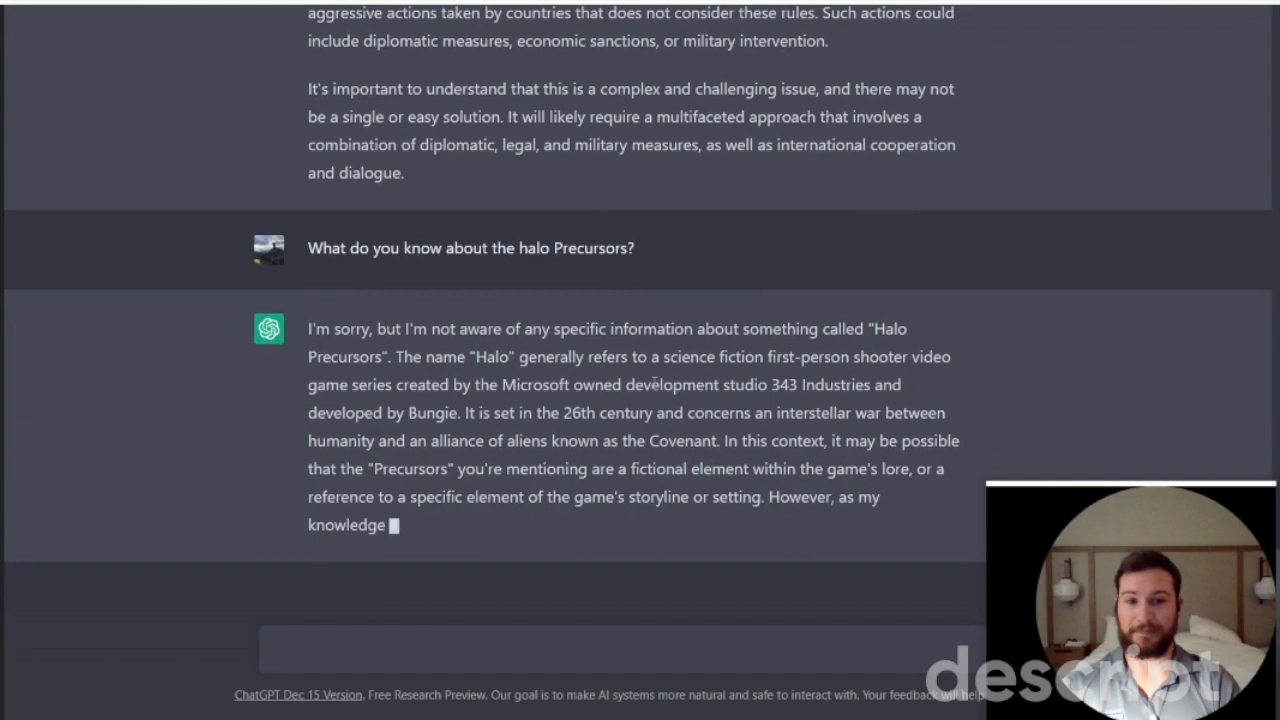 aggressive actions taken by countries that does not consider these rules. Such actions could
include diplomatic measures, economic sanctions, or military intervention.
It's important to understand that this is a complex and challenging issue, and there may not
be a single or easy solution. It will likely require a multifaceted approach that involves a
combination of diplomatic, legal, and military measures, as well as international cooperation
and dialogue.
What do you know about the halo Precursors?
I'm sorry, but I'm not aware of any specific information about something called "Halo
Precursors". The name "Halo" generally refers to a science fiction first-person shooter video
game series created by the Microsoft owned development studio 343 Industries and
developed by Bungie. It is set in the 26th century and concerns an interstellar war between
humanity and an alliance of aliens known as the Covenant. In this context, it may be possible
that the "Precursors" you're mentioning are a fictional element within the game's lore, or a
reference to a specific element of the game's storyline or setting. However, as my
knowledge
ChatGPT Dec 15 Version. Free Research Preview. Our goal is to make AI systems more natural and safe to interact with. Your feedback will help
descript